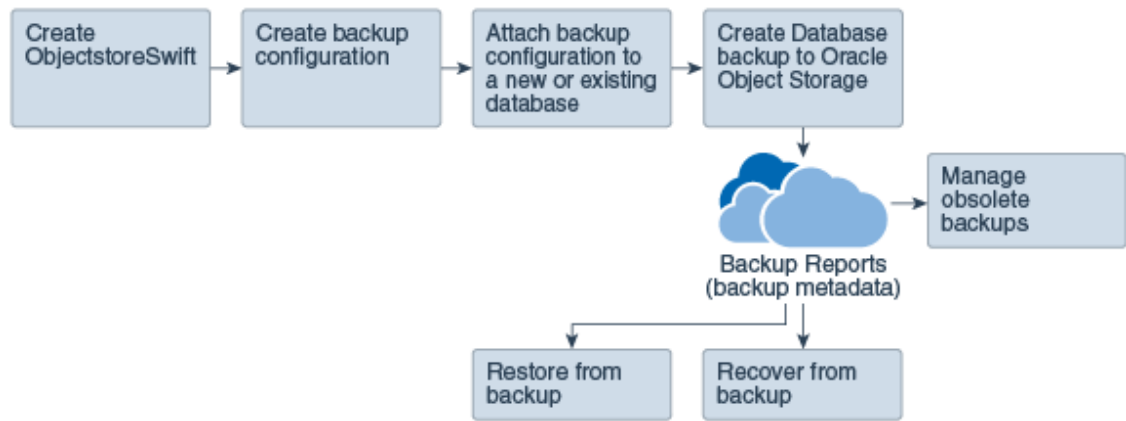 Create
ObjectstoreSwift
Create backup
configuration
Attach backup
configuration to
a new or existing
database
Create Database
backup to Oracle
Object Storage
Manage
obsolete
backups
Backup Reports
(backup metadata)
Restore from
backup
Recover from
backup